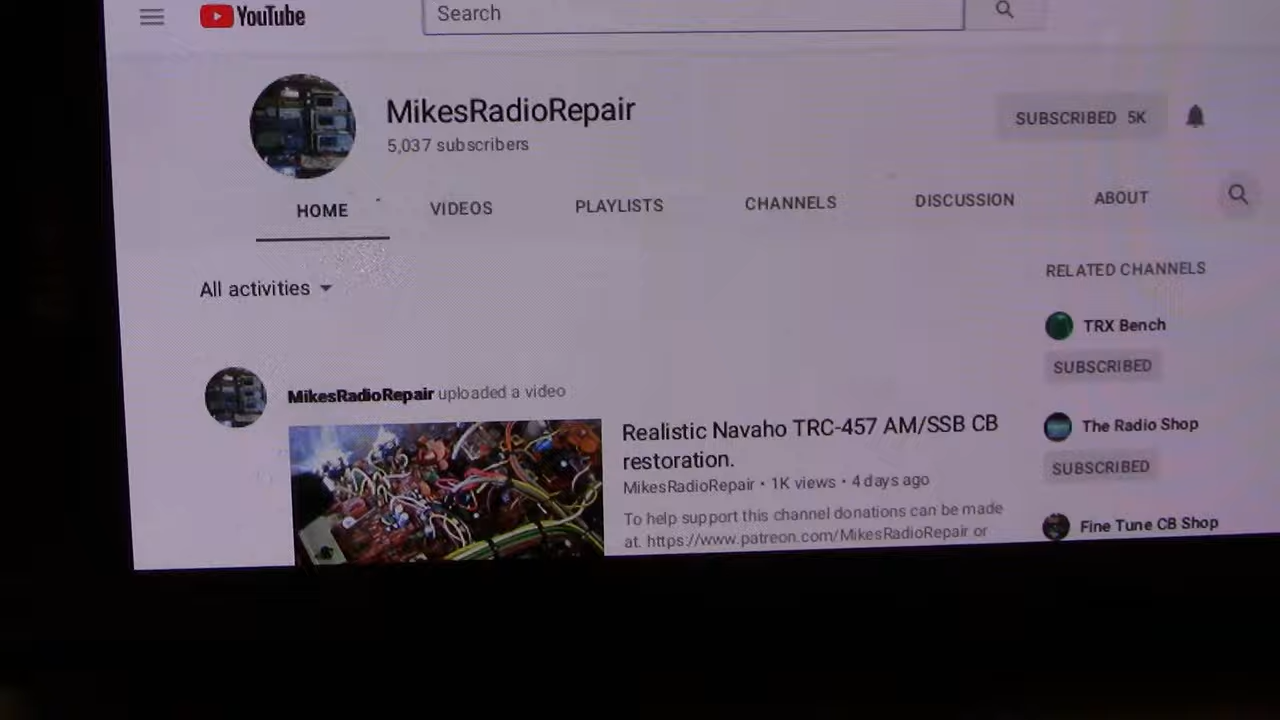 YouTube
Search
MikesRadioRepair
5,037 subscribers
SUBSCRIBED 5K
HOME
VIDEOS
PLAYLISTS
CHANNELS
DISCUSSION
ABOUT
All activities
MikesRadioRepair uploaded a video
Realistic Navaho TRC-457 AM/SSB CB
restoration.
MikesRadioRepair • 1K views • 4 days ago
To help support this channel donations can be made
at. https://www.patreon.com/MikesRadioRepair or
RELATED CHANNELS
TRX Bench
SUBSCRIBED
The Radio Shop
SUBSCRIBED
Fine Tune CB Shop